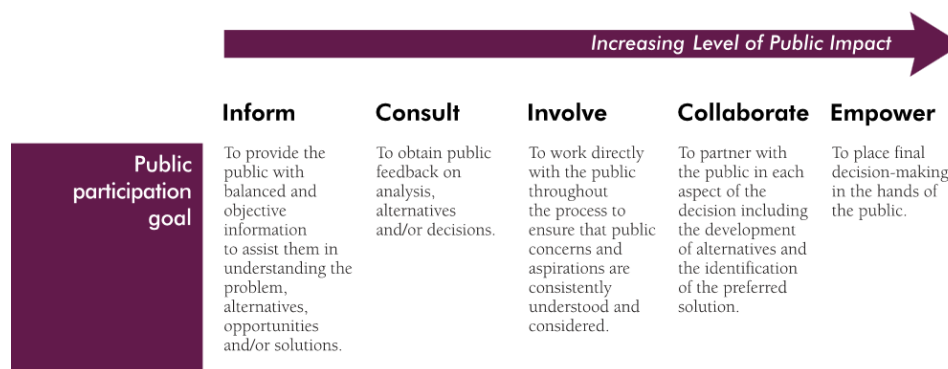 Increasing Level of Public Impact
Inform
Consult
Involve
Collaborate
Empower
Public
participation
goal
To provide the
public with
balanced and
objective
information
to assist them in
understanding the
problem,
alternatives,
opportunities
and/or solutions.
To obtain public
feedback on
analysis,
alternatives
and/or decisions.
To work directly
with the public
throughout
the process to
ensure that public
concerns and
aspirations are
consistently
understood and
considered.
To partner with
the public in each
aspect of the
decision including
the development
of alternatives and
the identification
of the preferred
solution.
To place final
decision-making
in the hands of
the public.